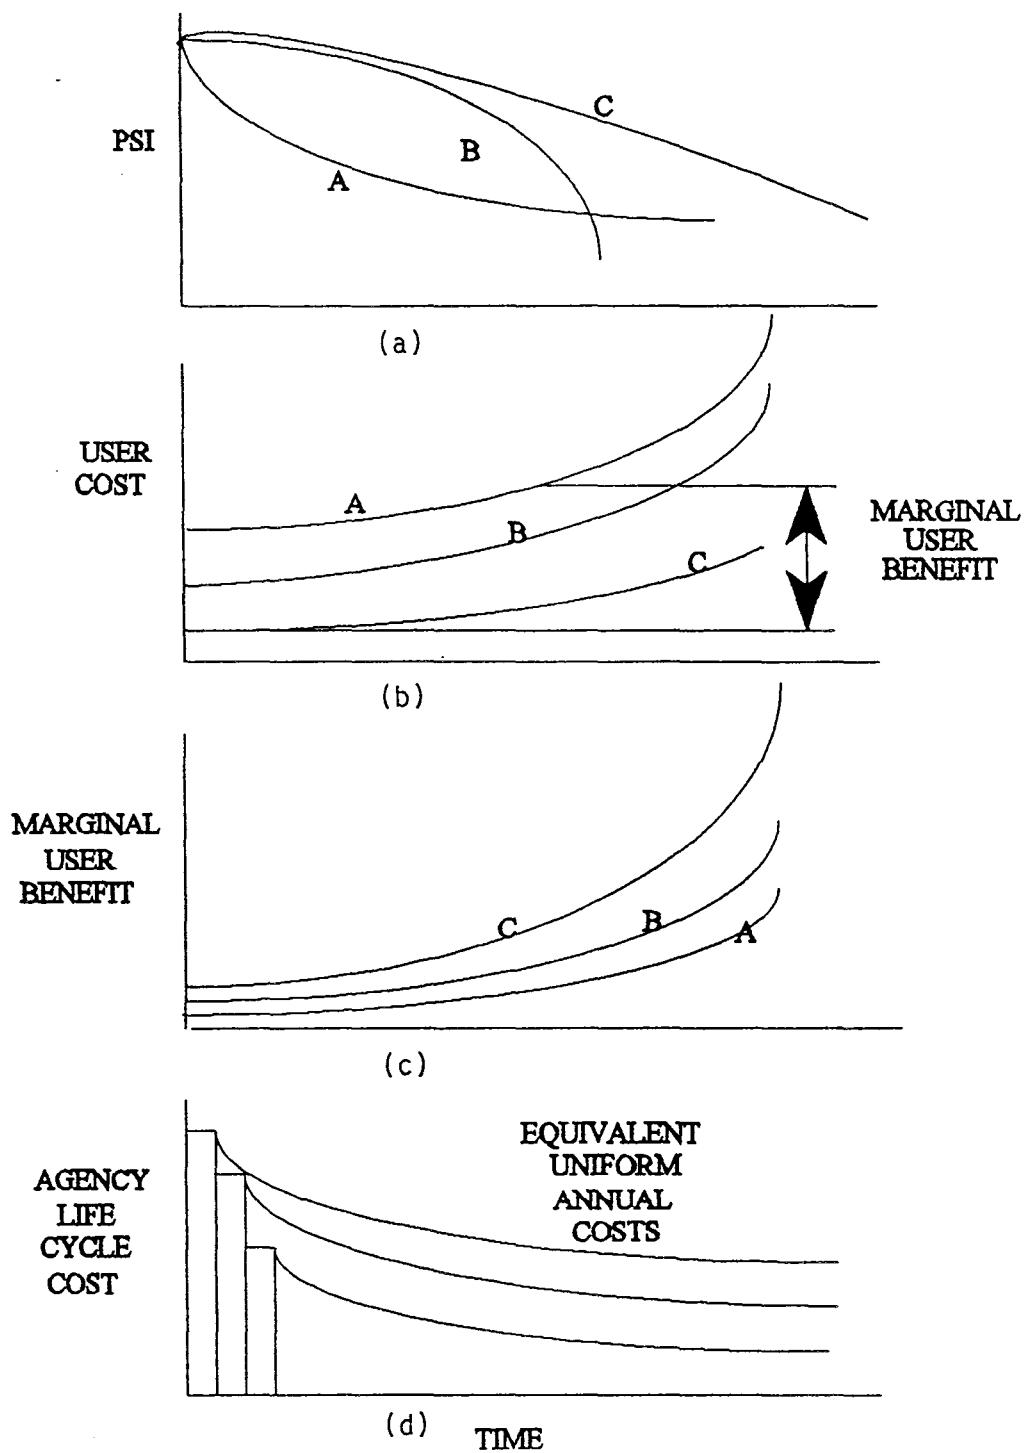 PSI
A
B
C
(a)
USER
COST
A
B
C
MARGINAL
USER
BENEFIT
(b)
MARGINAL
USER
BENEFIT
C
B
A
(c)
AGENCY
LIFE
CYCLE
COST
EQUIVALENT
UNIFORM
ANNUAL
COSTS
(d)
TIME